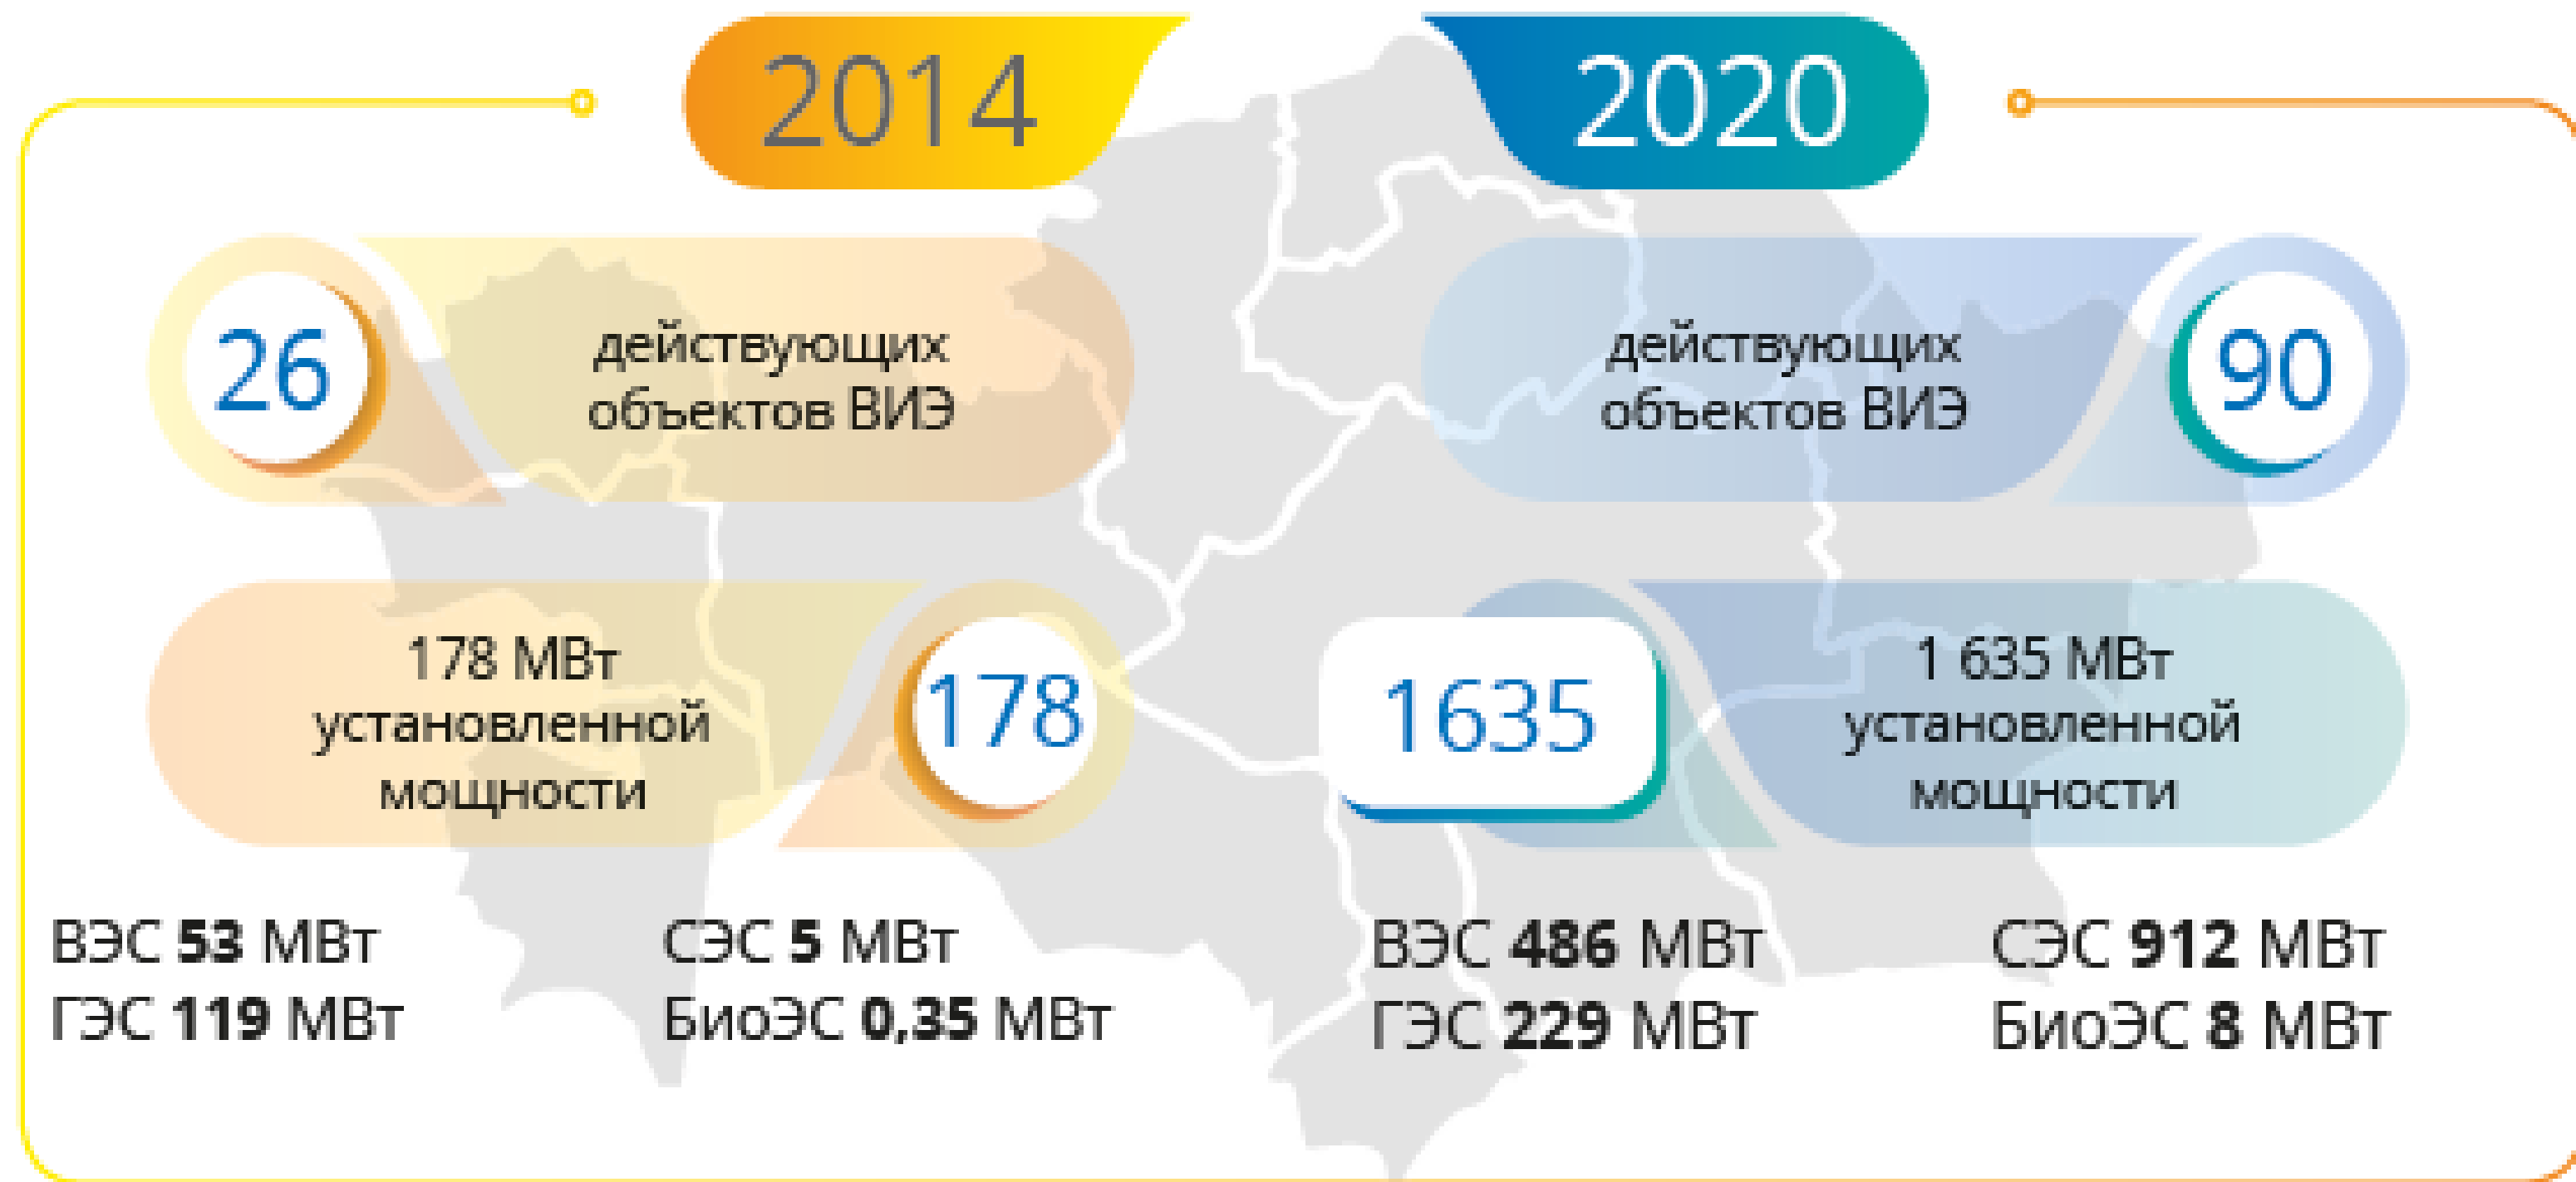 2014
26
действующих
объектов ВИЭ
178 МВт
установленной
мощности
178
ВЭС 53 МВт
ГЭС 119 МВт
СЭС 5 МВт
БиоЭС 0,35 МВт
2020
действующих
объектов ВИЭ
90
1635
1 635 МВт
установленной
мощности
ВЭС 486 МВт
ГЭС 229 МВт
СЭС 912 МВт
БиоЭС 8 МВт